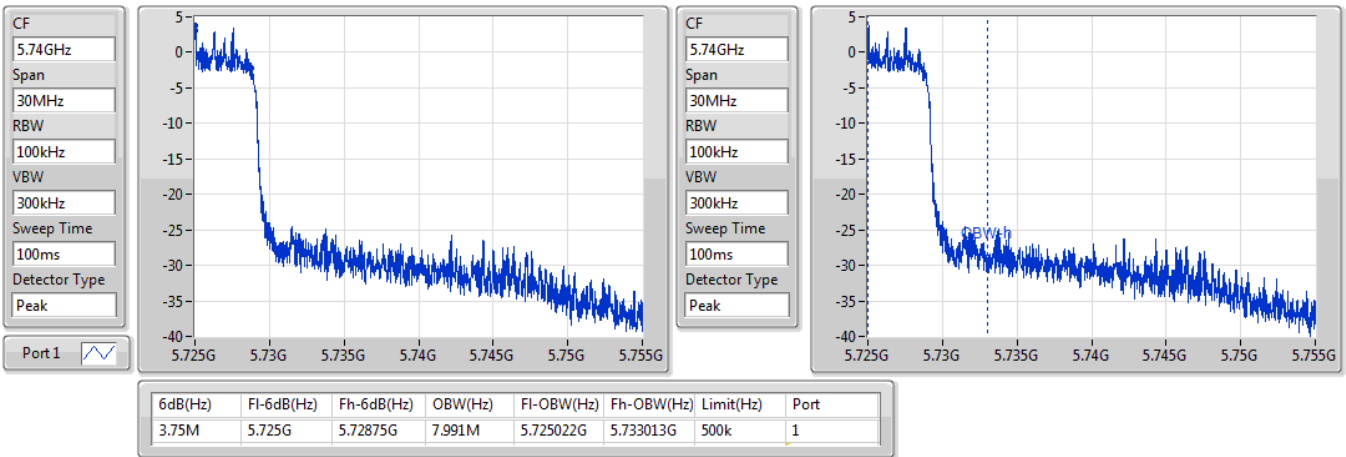 CF
5.74GHz
Span
30MHz
RBW
100kHz
VBW
300kHz
Sweep Time
100ms
Detector Type
Peak
Port 1
5
0
-5
-10
-15
-20
-25
-30
-35
-40
5.725G 5.73G 5.735G 5.74G 5.745G 5.75G 5.755G
CF
5.74GHz
Span
30MHz
RBW
100kHz
VBW
300kHz
Sweep Time
100ms
Detector Type
Peak
5
0
-5
-10
-15
-20
-25
-30
-35
-40
OBW-h
5.725G 5.73G 5.735G 5.74G 5.745G 5.75G 5.755G
6dB(Hz) Fl-6dB(Hz) Fh-6dB(Hz) OBW(Hz) Fl-OBW(Hz) Fh-OBW(Hz) Limit(Hz) Port
3.75M 5.725G 5.72875G 7.991M 5.725022G 5.733013G 500k 1